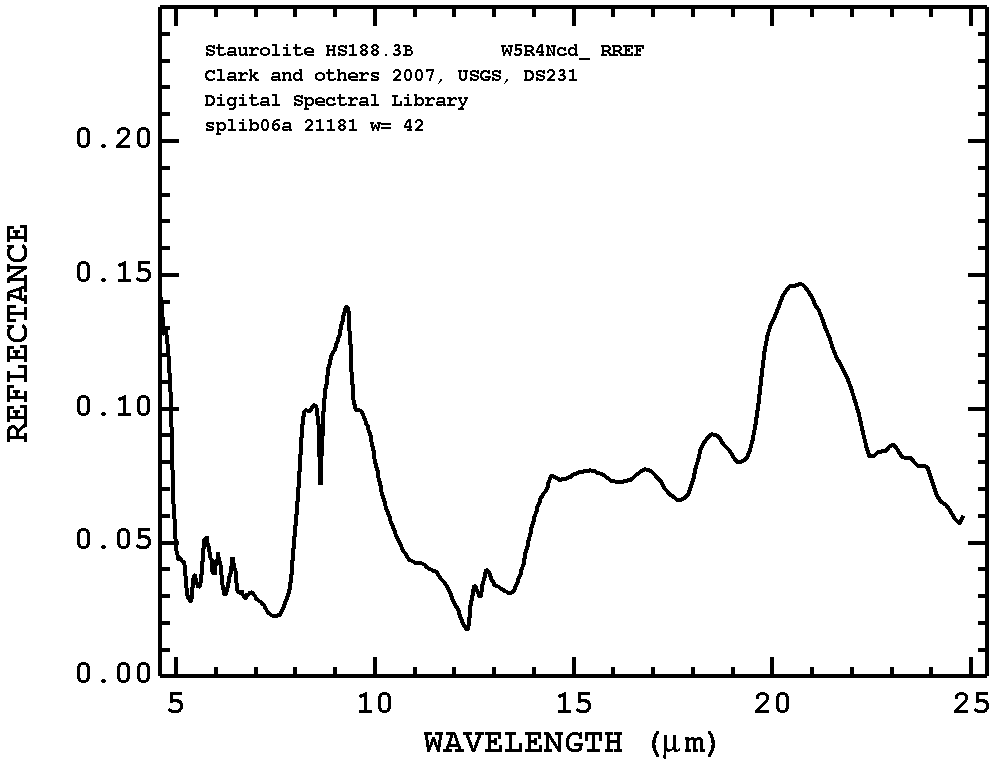 Staurolite HS188.3B W5R4Ncd_ RREF
Clark and others 2007, USGS, DS231
Digital Spectral Library
splib06a 21181 w= 42
REFLECTANCE
0.20
0.15
0.10
0.05
0.00
5 10 15 20 25
WAVELENGTH (μm)